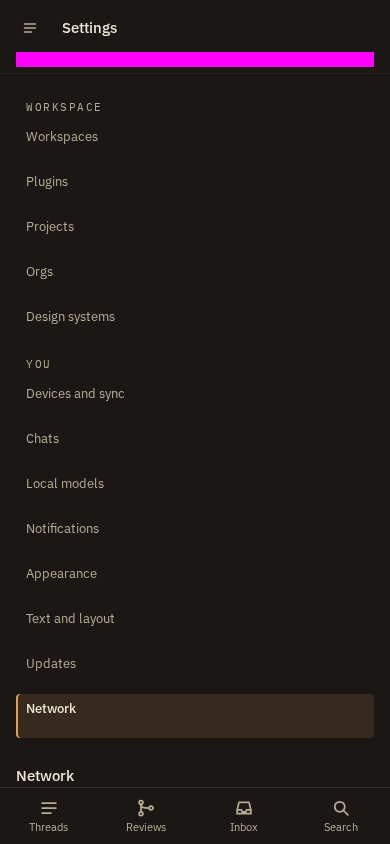 Settings
WORKSPACE
Workspaces
Plugins
Projects
Orgs
Design systems
YOU
Devices and sync
Chats
Local models
Notifications
Appearance
Text and layout
Updates
Network
Network
Threads
Reviews
Inbox
Search